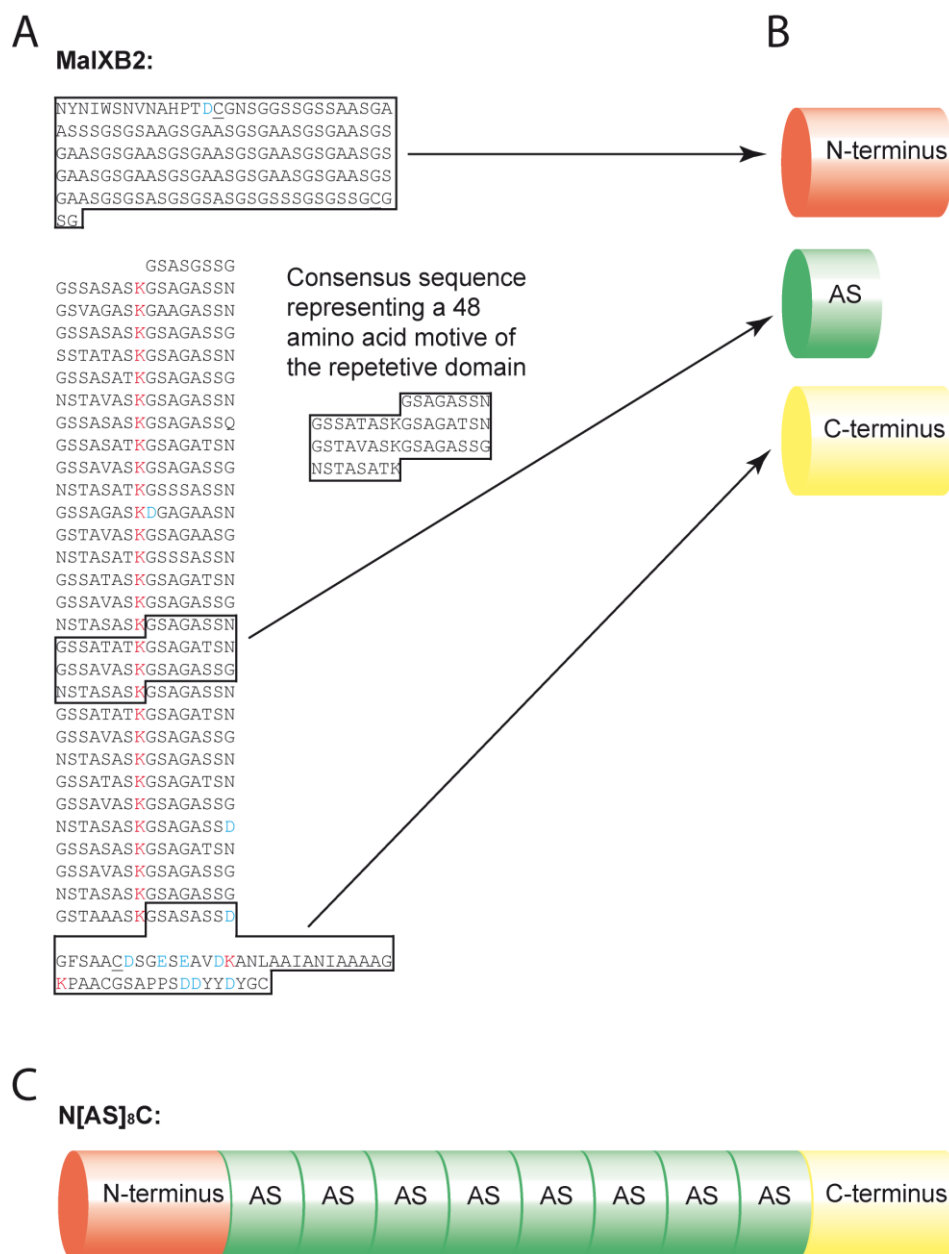 A
B
MalXB2:
NYNIWSNVNAHPTDCGNSGGSSGSSAASGA
ASSSGSGSAAGSGAASGSGAASGSGAASGS
GAASGSGAASGSGAASGSGAASGSGAASGS
GAASGSGAASGSGAASGSGAASGSGAASGS
GAASGSGSASGSGSASGSGSSSGSGSSGCG
SG
N-terminus
GSASGSSG
GSSASASKGSAGASSN
GSVAGASKGAAGASSN
GSSASASKGSAGASSG
SSTATASKGSAGASSN
GSSASATKGSAGASSG
NSTAVASKGSAGASSN
GSSASASKGSAGASSQ
GSSASATKGSAGATSN
GSSAVASKGSAGASSG
NSTASATKGSSSASSN
GSSAGASKDGAGAASN
GSTAVASKGSAGAASG
NSTASATKGSSSASSN
GSSATASKGSAGATSN
GSSAVASKGSAGASSG
NSTASASKGSAGASSN
GSSATATKGSAGATSN
GSSAVASKGSAGASSG
NSTASASKGSAGASSN
GSSATATKGSAGATSN
GSSAVASKGSAGASSG
NSTASASKGSAGASSN
GSSATASKGSAGATSN
GSSAVASKGSAGASSG
NSTASASKGSAGASSD
GSSASASKGSAGATSN
GSSAVASKGSAGASSG
NSTASASKGSAGASSG
GSTAAASKGSASASSD
GFSAACDSGESEAVDKANLAAIANIAAAAG
KPAACGSAPPSDDYYDYGC
Consensus sequence
representing a 48
amino acid motive of
the repetetive domain
GSAGASSN
GSSATASKGSAGATSN
GSTAVASKGSAGASSG
NSTASATK
AS
C-terminus
C
N[AS]₈C:
N-terminus AS AS AS AS AS AS AS AS C-terminus